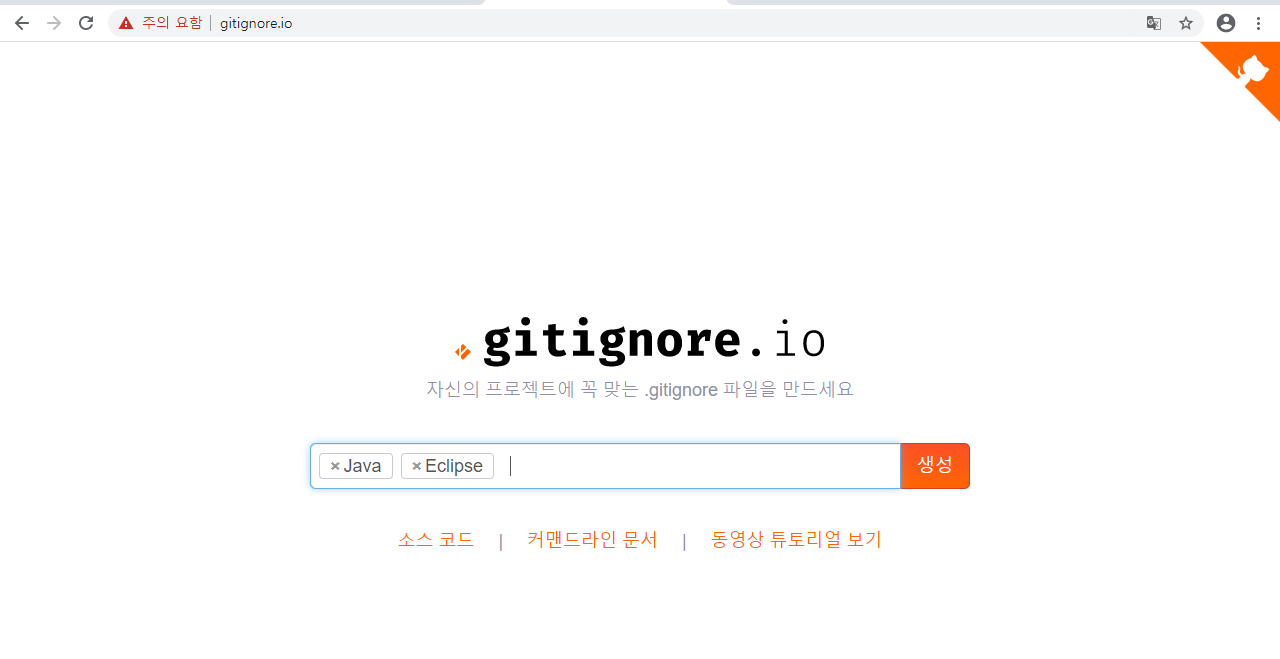 주의 요함 | gitignore.io
gitignore.io
자신의 프로젝트에 꼭 맞는 .gitignore 파일을 만드세요
×Java ×Eclipse 생성
소스 코드 | 커맨드라인 문서 | 동영상 튜토리얼 보기